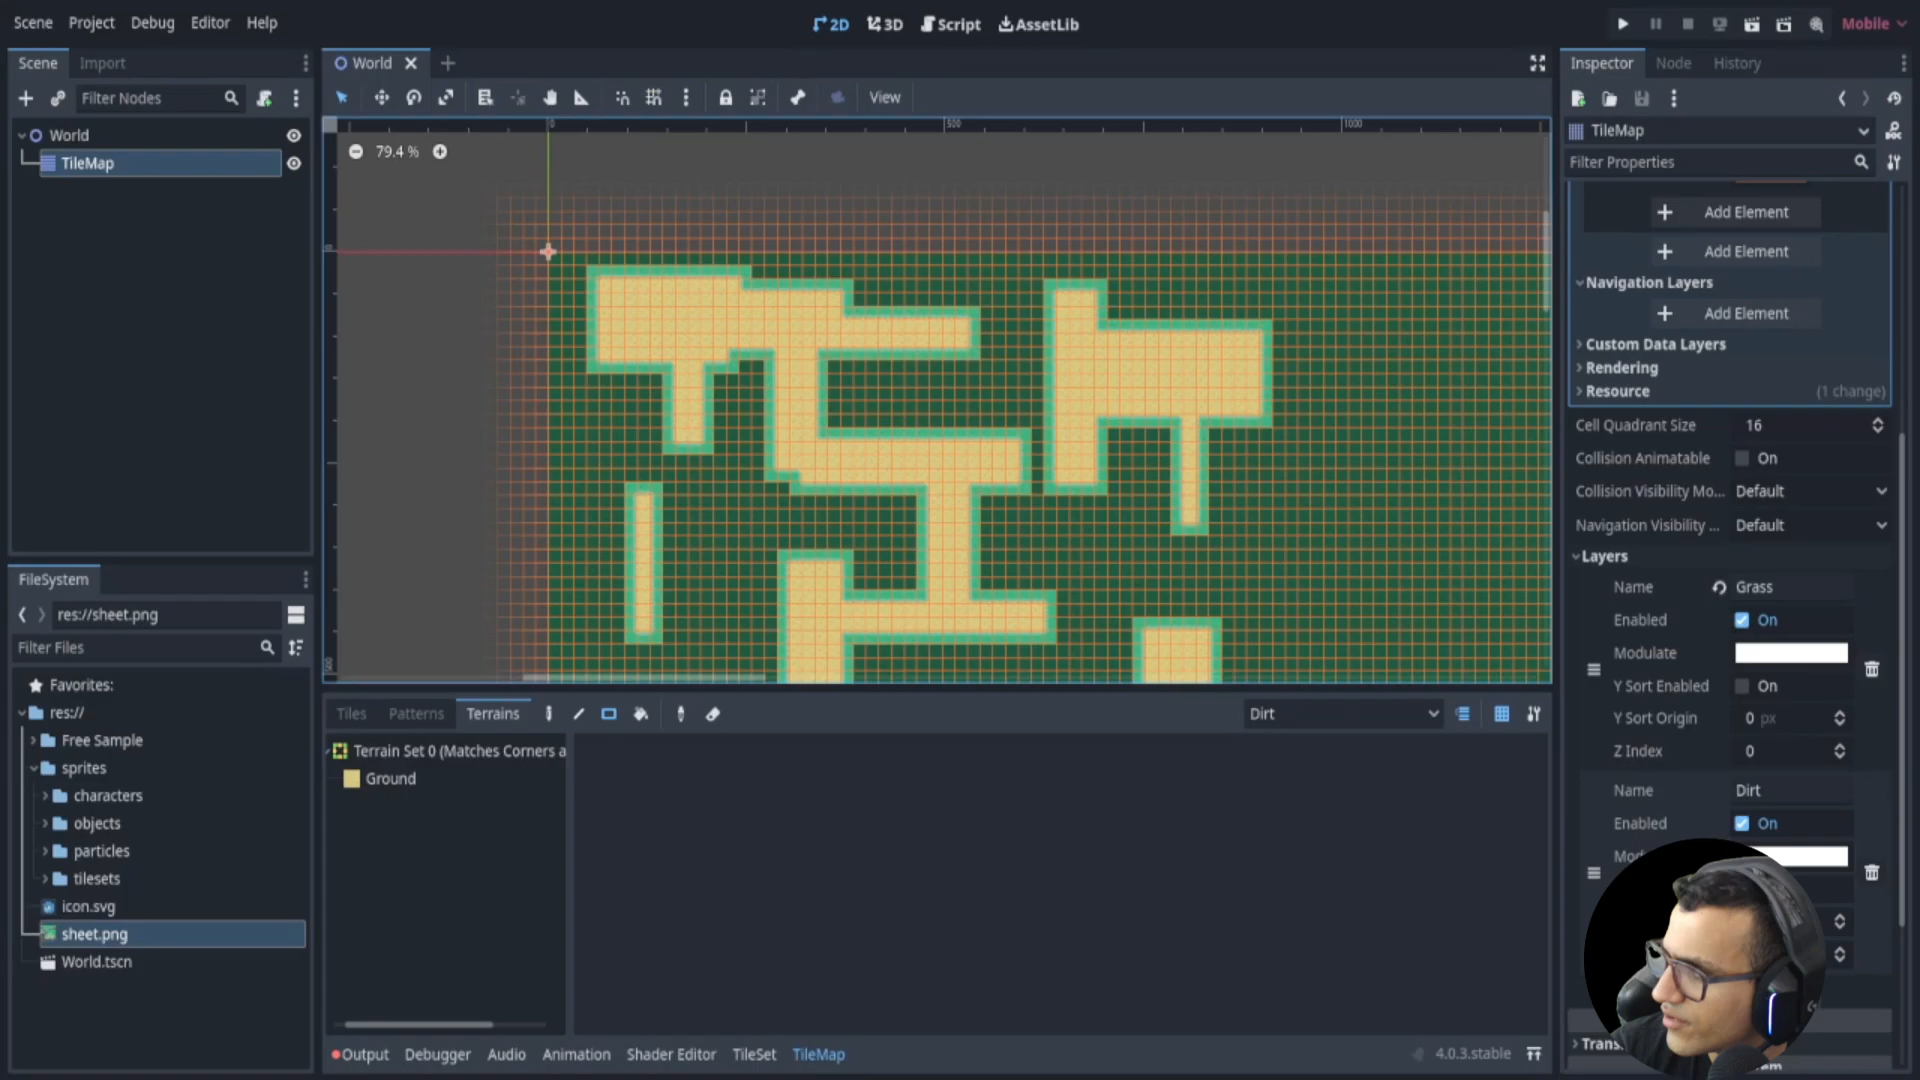 Scene Project Debug Editor Help
2D 3D Script AssetLib
Mobile
Scene Import
World
Inspector Node History
Filter Nodes
View
World
TileMap
0 500 1000
79.4 %
0
500
TileMap
Filter Properties
Add Element
Add Element
Navigation Layers
Add Element
Custom Data Layers
Rendering
Resource (1 change)
Cell Quadrant Size 16
Collision Animatable On
Collision Visibility Mo... Default
Navigation Visibility ... Default
Layers
Name Grass
Enabled On
Modulate
Y Sort Enabled On
Y Sort Origin 0 px
Z Index 0
Name Dirt
Enabled On
FileSystem
res://sheet.png
Filter Files
Favorites:
res://
Free Sample
sprites
characters
objects
particles
tilesets
icon.svg
sheet.png
World.tscn
Tiles Patterns Terrains
Dirt
Terrain Set 0 (Matches Corners a
Ground
Output Debugger Audio Animation Shader Editor TileSet TileMap
4.0.3.stable